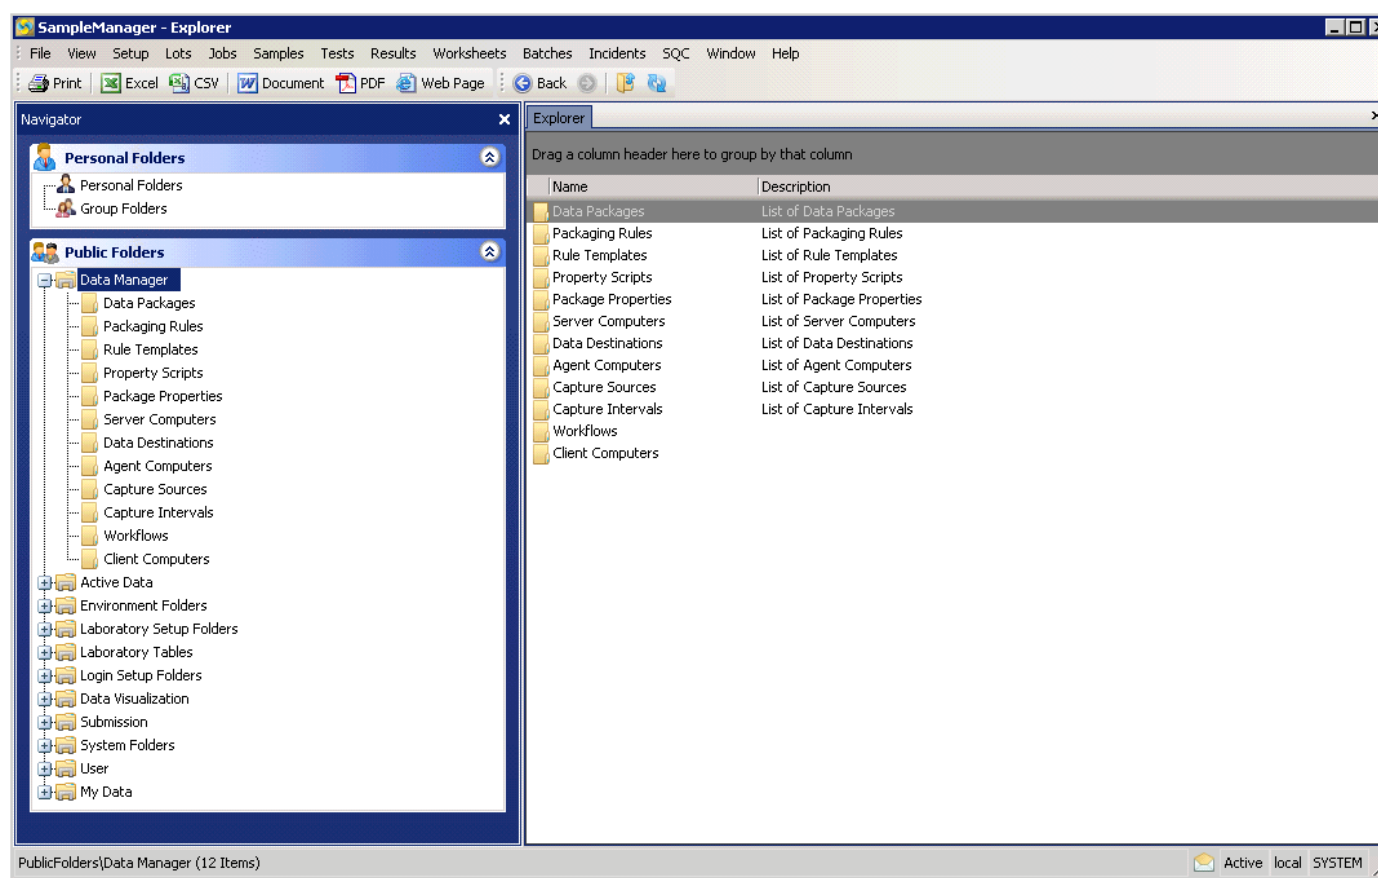 SampleManager - Explorer
File View Setup Lots Jobs Samples Tests Results Worksheets Batches Incidents SQC Window Help
Print Excel CSV Document PDF Web Page Back
Navigator
Personal Folders
Personal Folders
Group Folders
Public Folders
Data Manager
Data Packages
Packaging Rules
Rule Templates
Property Scripts
Package Properties
Server Computers
Data Destinations
Agent Computers
Capture Sources
Capture Intervals
Workflows
Client Computers
Active Data
Environment Folders
Laboratory Setup Folders
Laboratory Tables
Login Setup Folders
Data Visualization
Submission
System Folders
User
My Data
Explorer
Drag a column header here to group by that column
Name Description
Data Packages List of Data Packages
Packaging Rules List of Packaging Rules
Rule Templates List of Rule Templates
Property Scripts List of Property Scripts
Package Properties List of Package Properties
Server Computers List of Server Computers
Data Destinations List of Data Destinations
Agent Computers List of Agent Computers
Capture Sources List of Capture Sources
Capture Intervals List of Capture Intervals
Workflows
Client Computers
PublicFolders\Data Manager (12 Items) Active local SYSTEM